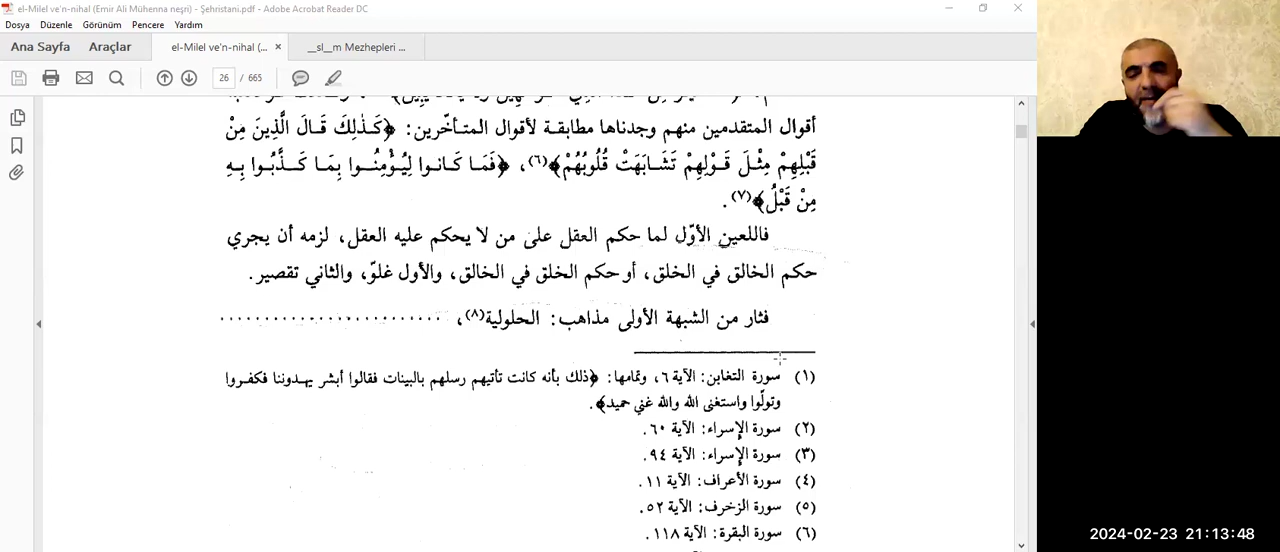 el-Milel ve'n-nihal (Emir Ali Mühenna neşri) - Şehristani.pdf - Adobe Acrobat Reader DC
Dosya Düzenle Görünüm Pencere Yardım
Ana Sayfa Araçlar el-Milel ve'n-nihal (... × __sl__m Mezhepleri ...
26 / 665
أقوال المتقدمين منهم وجدناها مطابقة لأقوال المتأخّرين: ﴿كَذٰلِكَ قَالَ الَّذِينَ مِنْ
قَبْلِهِمْ مِثْلَ قَوْلِهِمْ تَشَابَهَتْ قُلُوبُهُمْ﴾(٦)، ﴿فَمَا كَانوا لِيُؤْمِنُوا بِمَا كَذَّبُوا بِهِ
مِنْ قَبْلُ﴾(٧).
فاللعين الأوّل لما حكم العقل على من لا يحكم عليه العقل، لزمه أن يجري
حكم الخالق في الخلق، أو حكم الخلق في الخالق، والأول غلوّ، والثاني تقصير.
فثار من الشبهة الأولى مذاهب: الحلولية(٨)، ........................
(١) سورة التغابن: الآية ٦، وتمامها: ﴿ذلك بأنه كانت تأتيهم رسلهم بالبينات فقالوا أبشر يهدوننا فكفروا
وتولّوا واستغنى الله والله غني حميد﴾.
(٢) سورة الإسراء: الآية ٦٠.
(٣) سورة الإسراء: الآية ٩٤.
(٤) سورة الأعراف: الآية ١١.
(٥) سورة الزخرف: الآية ٥٢.
(٦) سورة البقرة: الآية ١١٨.
2024-02-23 21:13:48